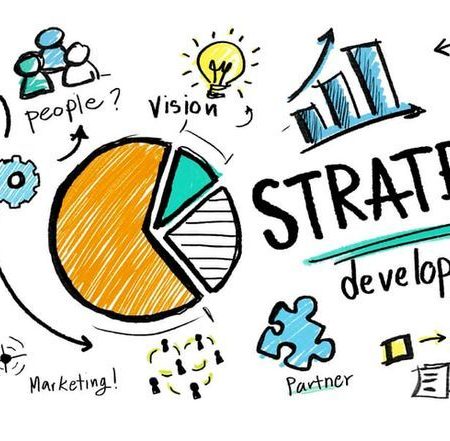 people?
Vision
STRATE
develop
Marketing!
Partner